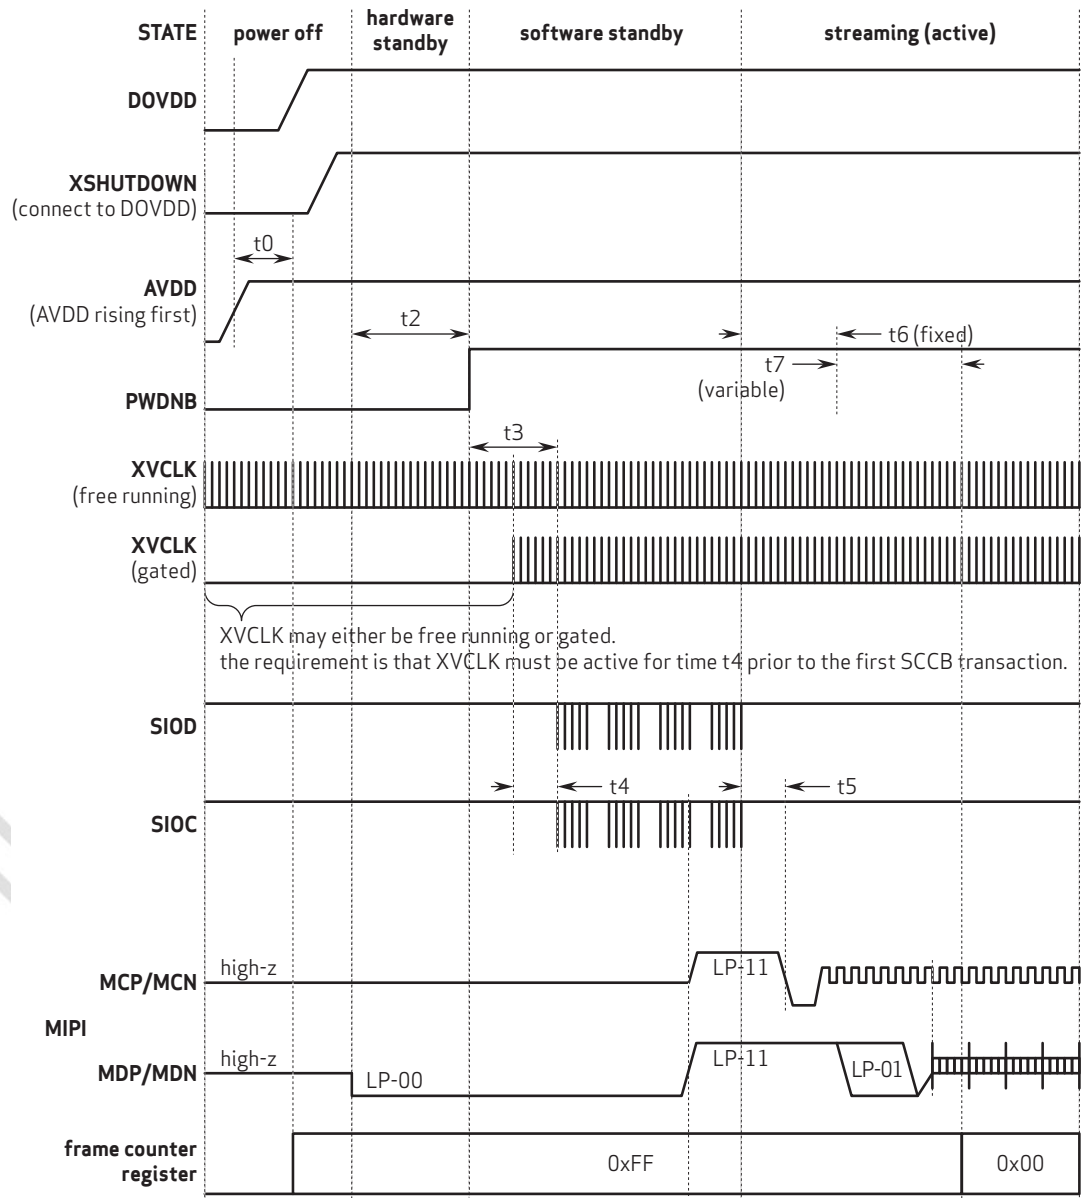 STATE
power off
hardware
standby
software standby
streaming (active)
DOVDD
XSHUTDOWN
(connect to DOVDD)
t0
AVDD
(AVDD rising first)
t2
t6 (fixed)
t7
(variable)
PWDNB
t3
XVCLK
(free running)
XVCLK
(gated)
XVCLK may either be free running or gated.
the requirement is that XVCLK must be active for time t4 prior to the first SCCB transaction.
SIOD
t4
t5
SIOC
high-z
LP-11
MCP/MCN
MIPI
high-z
LP-11
MDP/MDN
LP-00
LP-01
frame counter
register
0xFF
0x00